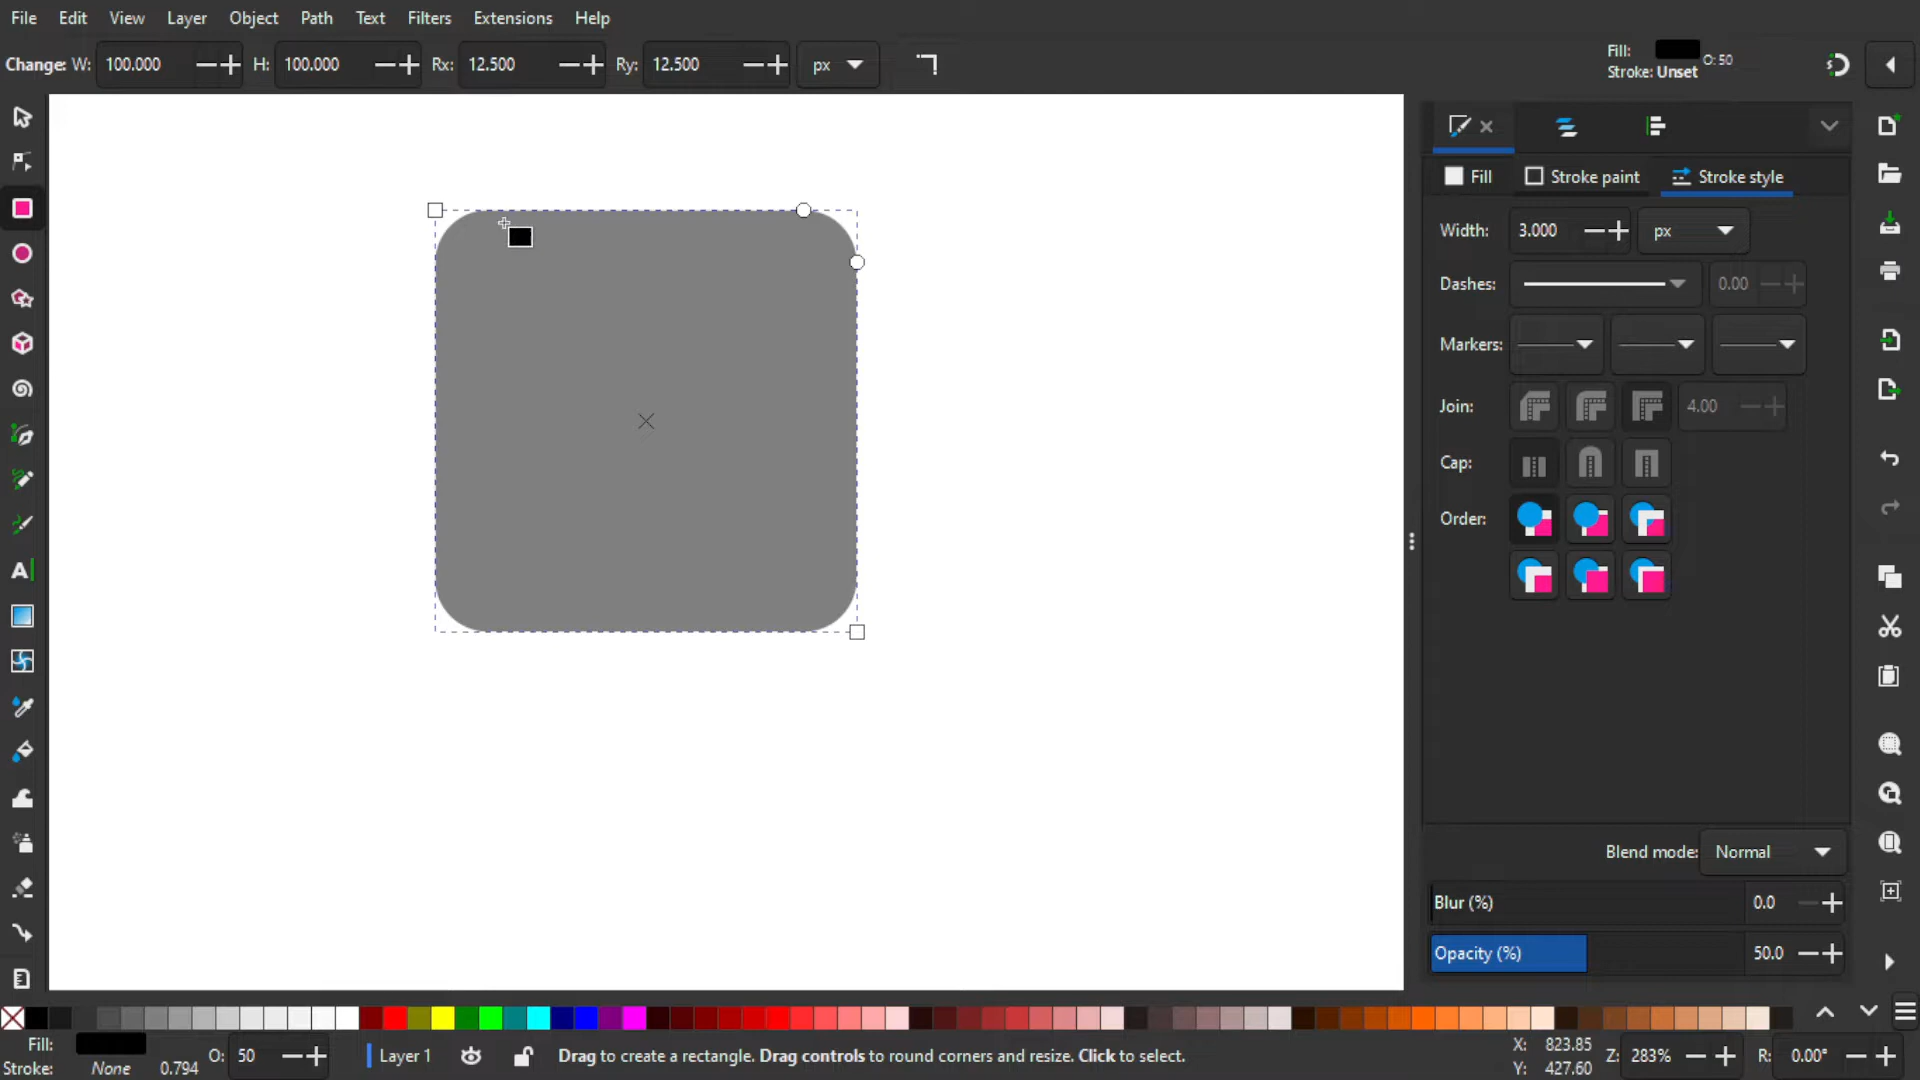 File Edit View Layer Object Path Text Filters Extensions Help
Change: W: 100.000 H: 100.000 Rx: 12.500 Ry: 12.500 px
Fill: O: 50
Stroke: Unset
Fill Stroke paint Stroke style
Width: 3.000 px
Dashes: 0.00
Markers:
Join: 4.00
Cap:
Order:
Blend mode: Normal
Blur (%) 0.0
Opacity (%) 50.0
Fill: O: 50 Layer 1 Drag to create a rectangle. Drag controls to round corners and resize. Click to select. X: 823.85 Z: 283% R: 0.00°
Stroke: None 0.794 Y: 427.60